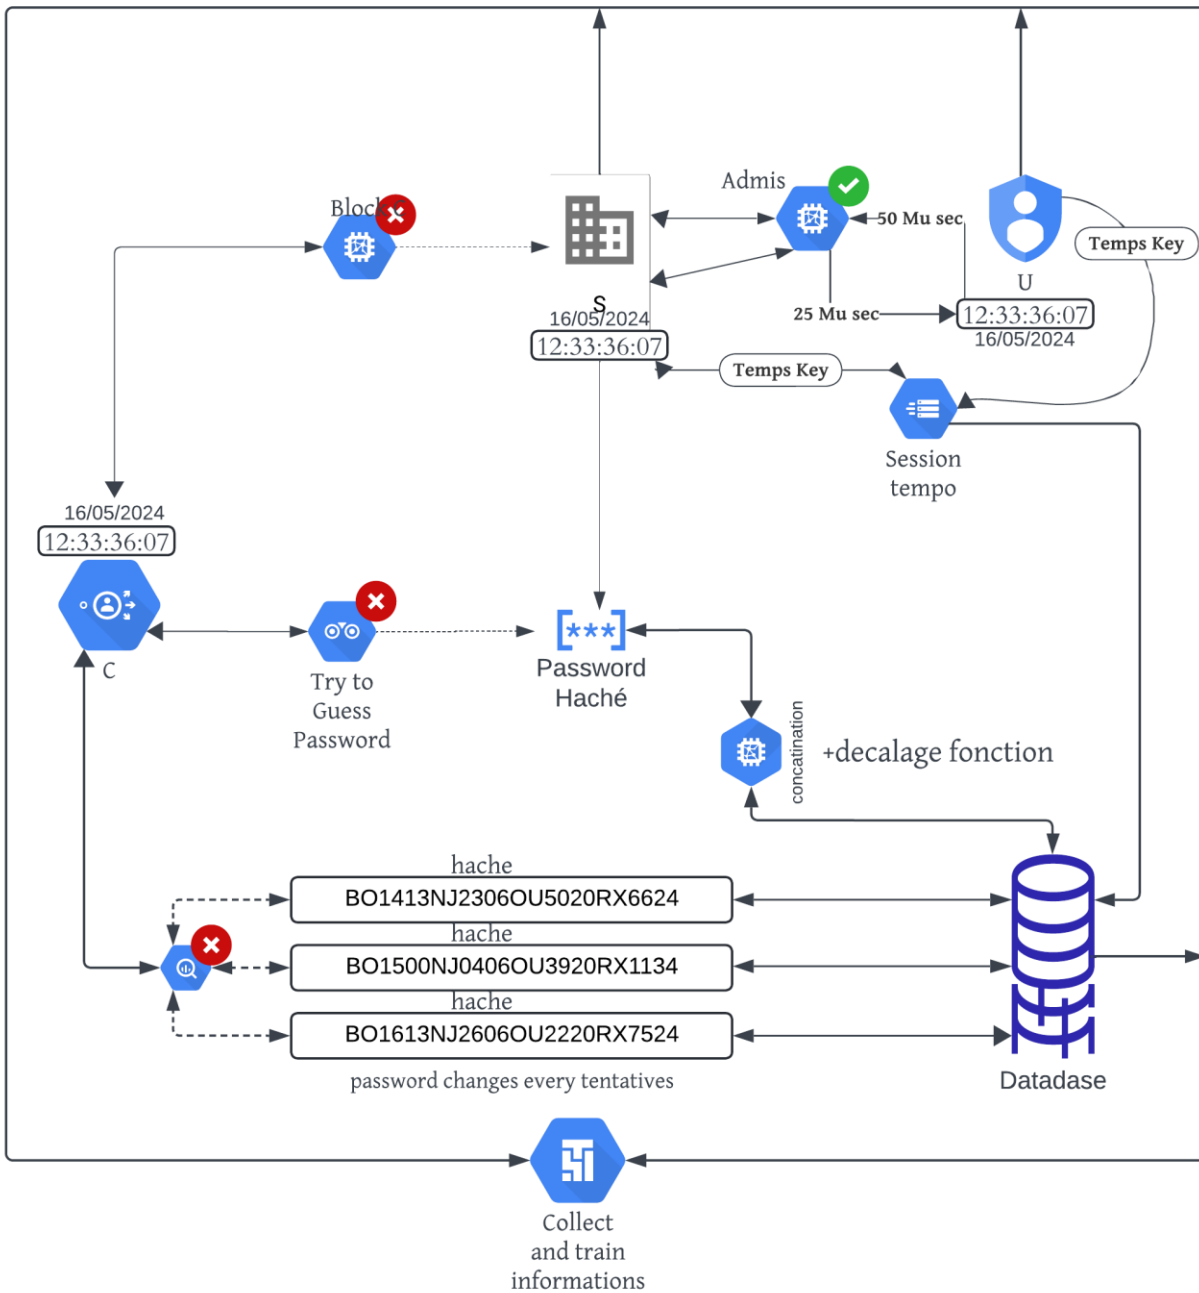 Admis
Block
50 Mu sec
Temps Key
U
S
16/05/2024
12:33:36:07
25 Mu sec
12:33:36:07
16/05/2024
Temps Key
Session
tempo
16/05/2024
12:33:36:07
C
Try to
Guess
Password
[***]
Password
Haché
concatination
+decalage fonction
hache
BO1413NJ2306OU5020RX6624
hache
BO1500NJ0406OU3920RX1134
hache
BO1613NJ2606OU2220RX7524
password changes every tentatives
Datadase
Collect
and train
informations